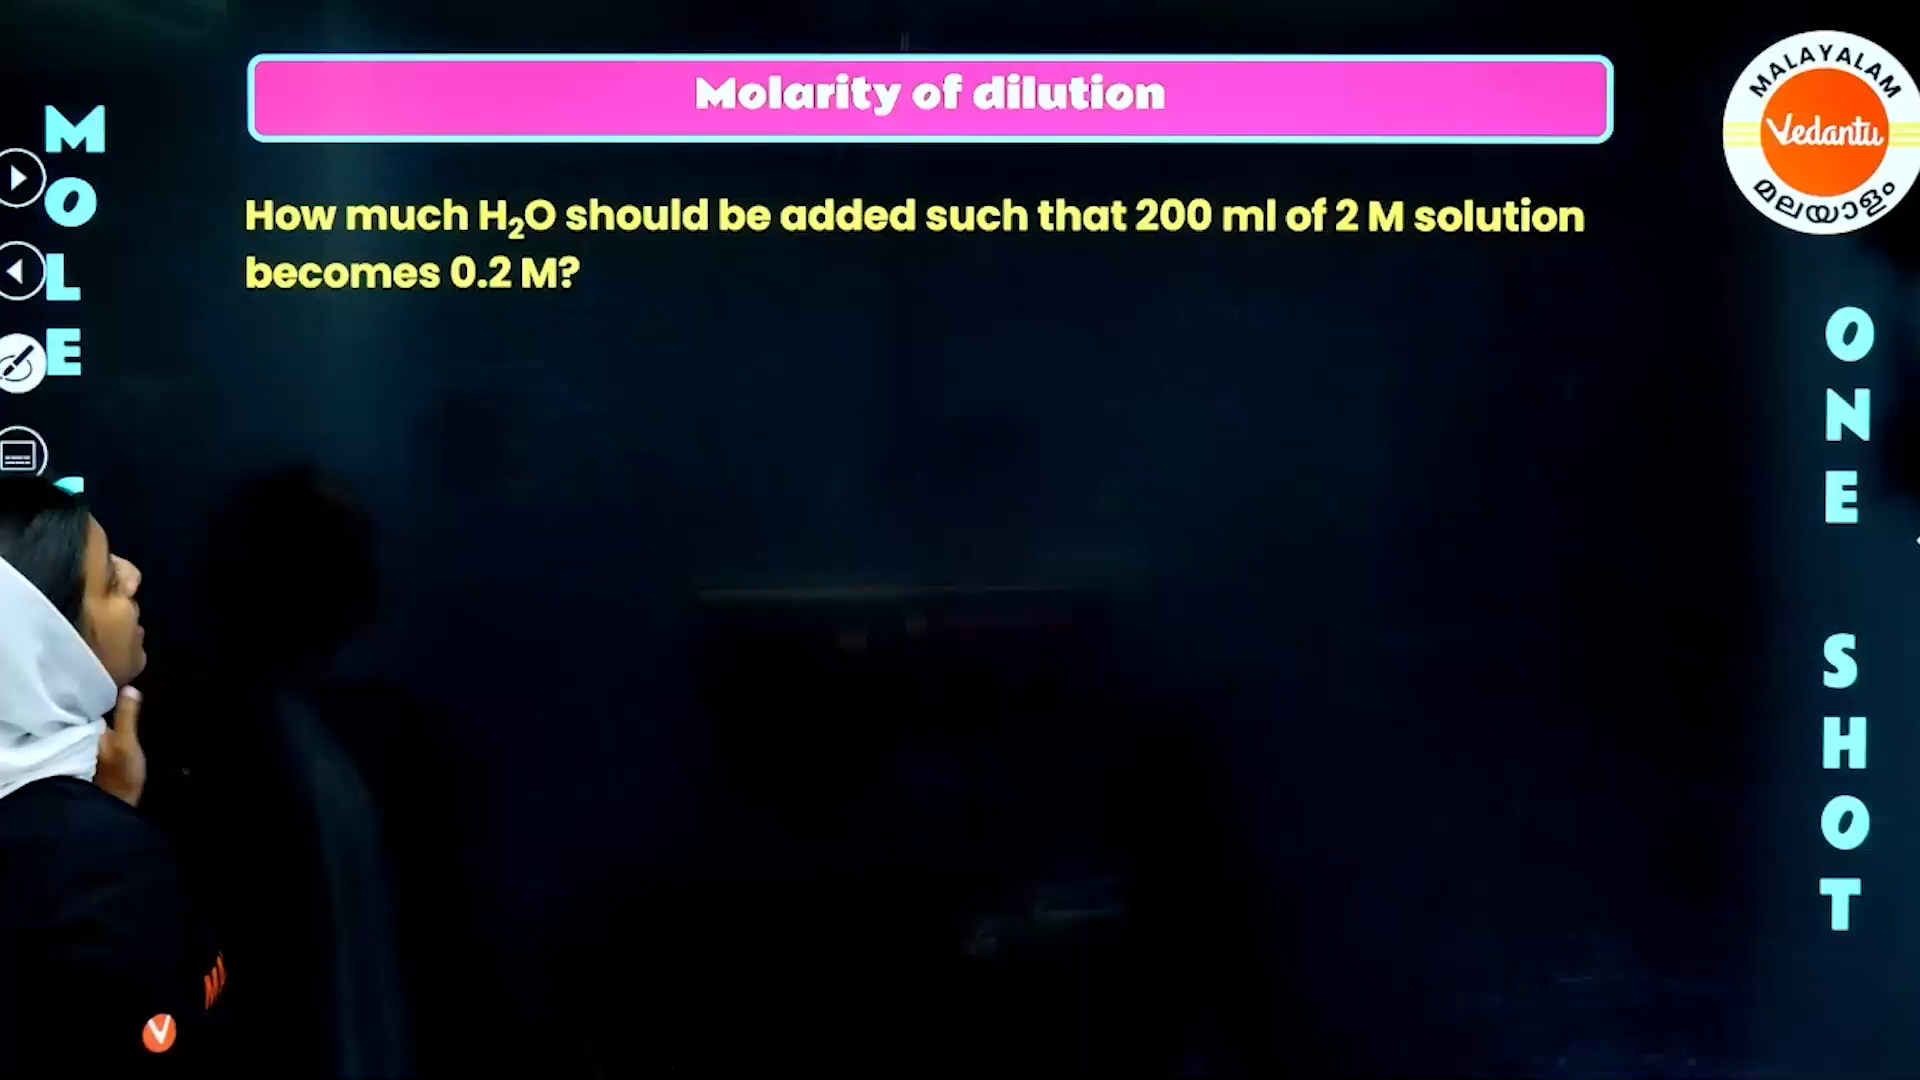 Molarity of dilution
MALAYALAM
Vedantu
മലയാളം
How much H₂O should be added such that 200 ml of 2 M solution
becomes 0.2 M?
MOLE
ONE
SHOT
V